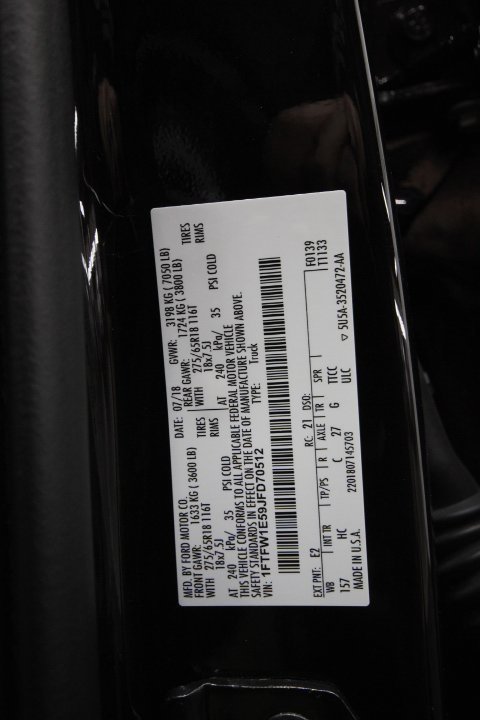 MFD. BY FORD MOTOR CO. DATE: 07/18 GVWR: 3198 KG (7050 LB)
FRONT GAWR: 1633 KG (3600 LB) REAR GAWR: 1724 KG (3800 LB)
WITH 275/65R18 116T TIRES WITH 275/65R18 116T TIRES
18x7.5J RIMS 18x7.5J RIMS
AT 240 kPa/ 35 PSI COLD AT 240 kPa/ 35 PSI COLD
THIS VEHICLE CONFORMS TO ALL APPLICABLE FEDERAL MOTOR VEHICLE
SAFETY STANDARDS IN EFFECT ON THE DATE OF MANUFACTURE SHOWN ABOVE.
VIN: 1FTFW1E59JFD70512 TYPE: Truck
F0139
T1133
EXT PNT: E2 RC: 21 DSO:
WB INT TR TP/PS R AXLE TR SPR
157 HC C 27 G TTCC
ULC
MADE IN U.S.A. 2201807145703 ▽ 5U5A-3520472-AA